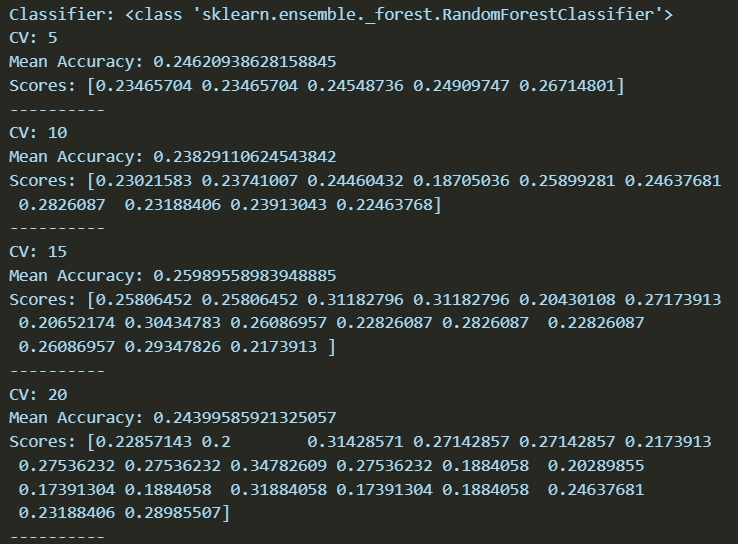 Classifier: <class 'sklearn.ensemble._forest.RandomForestClassifier'>
CV: 5
Mean Accuracy: 0.24620938628158845
Scores: [0.23465704 0.23465704 0.24548736 0.24909747 0.26714801]
----------
CV: 10
Mean Accuracy: 0.23829110624543842
Scores: [0.23021583 0.23741007 0.24460432 0.18705036 0.25899281 0.24637681
 0.2826087  0.23188406 0.23913043 0.22463768]
----------
CV: 15
Mean Accuracy: 0.25989558983948885
Scores: [0.25806452 0.25806452 0.31182796 0.31182796 0.20430108 0.27173913
 0.20652174 0.30434783 0.26086957 0.22826087 0.2826087  0.22826087
 0.26086957 0.29347826 0.2173913 ]
----------
CV: 20
Mean Accuracy: 0.24399585921325057
Scores: [0.22857143 0.2        0.31428571 0.27142857 0.27142857 0.2173913
 0.27536232 0.27536232 0.34782609 0.27536232 0.1884058  0.20289855
 0.17391304 0.1884058  0.31884058 0.17391304 0.1884058  0.24637681
 0.23188406 0.28985507]
----------